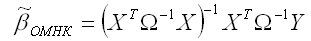 β̃_ОМНК = (X^T Ω^-1 X)^-1 X^T Ω^-1 Y